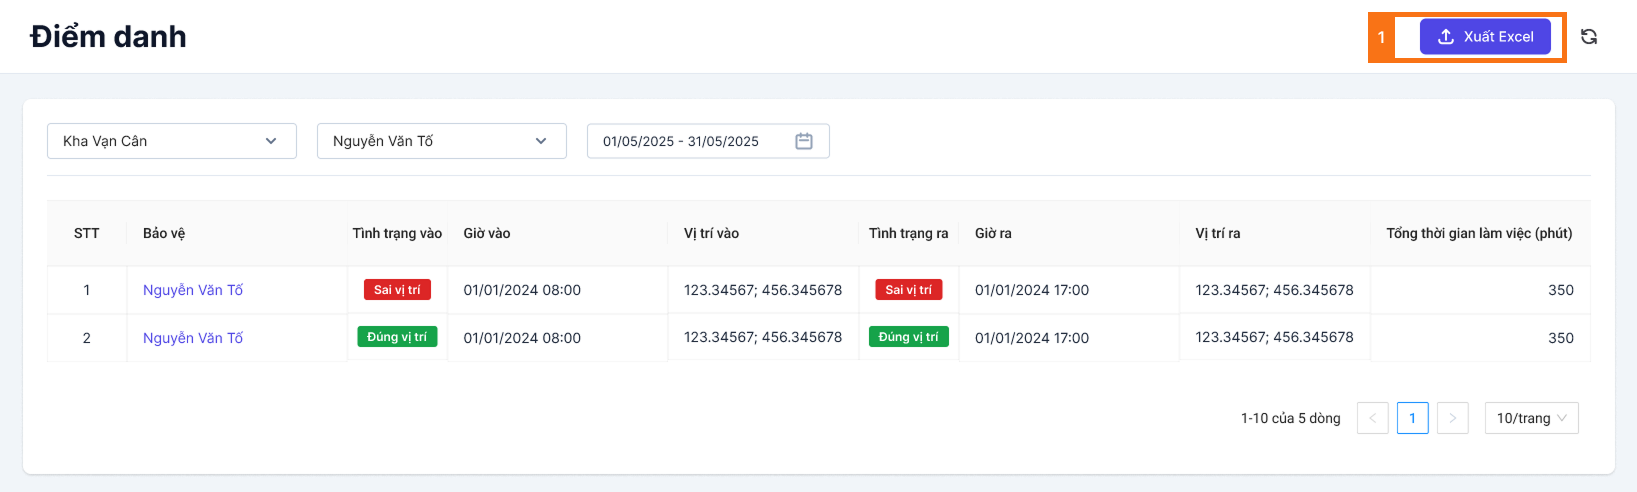 Điểm danh
1 Xuất Excel
Kha Vạn Cân Nguyễn Văn Tố 01/05/2025 - 31/05/2025
STT Bảo vệ Tình trạng vào Giờ vào Vị trí vào Tình trạng ra Giờ ra Vị trí ra Tổng thời gian làm việc (phút)
1 Nguyễn Văn Tố Sai vị trí 01/01/2024 08:00 123.34567; 456.345678 Sai vị trí 01/01/2024 17:00 123.34567; 456.345678 350
2 Nguyễn Văn Tố Đúng vị trí 01/01/2024 08:00 123.34567; 456.345678 Đúng vị trí 01/01/2024 17:00 123.34567; 456.345678 350
1-10 của 5 dòng 1 10/trang